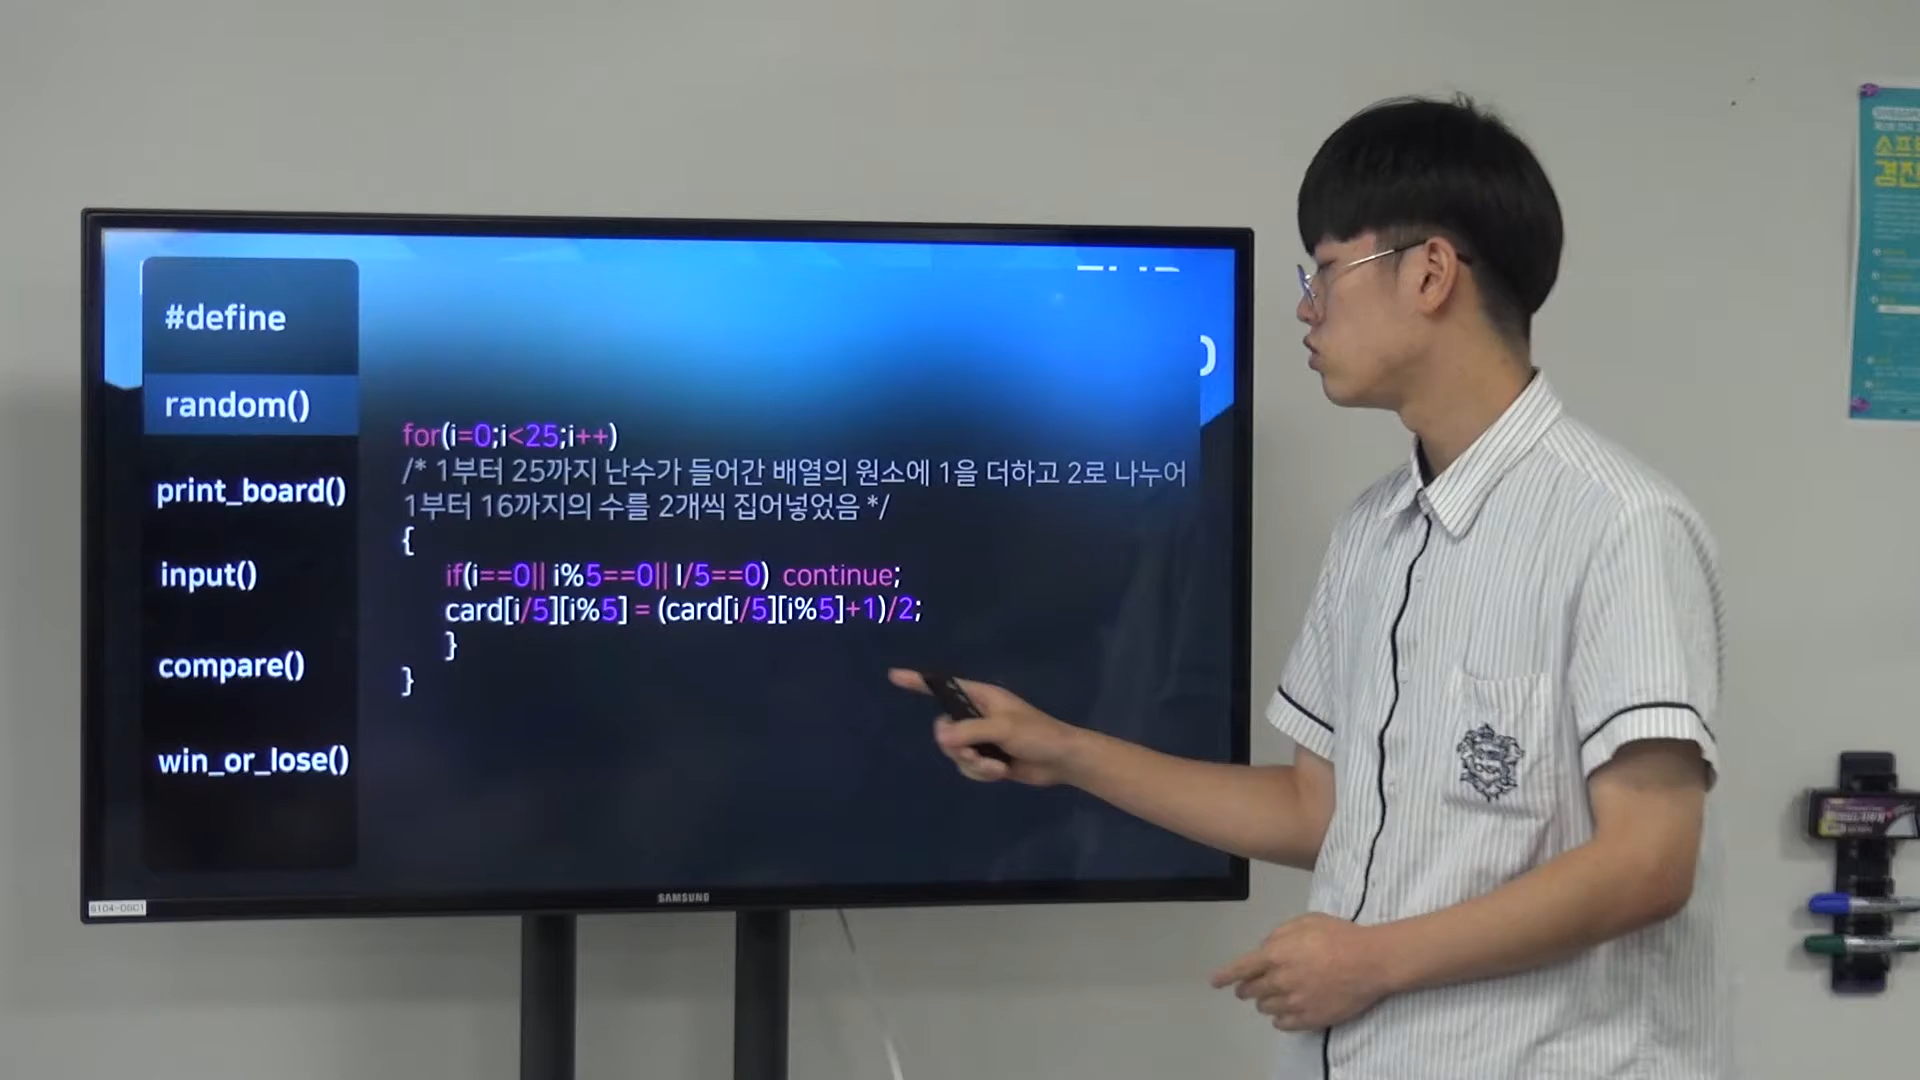 #define
random()
print_board()
input()
compare()
win_or_lose()
for(i=0;i<25;i++)
/* 1부터 25까지 난수가 들어간 배열의 원소에 1을 더하고 2로 나누어
1부터 16까지의 수를 2개씩 집어넣었음 */
{
if(i==0|| i%5==0|| I/5==0) continue;
card[i/5][i%5] = (card[i/5][i%5]+1)/2;
}
}
SAMSUNG